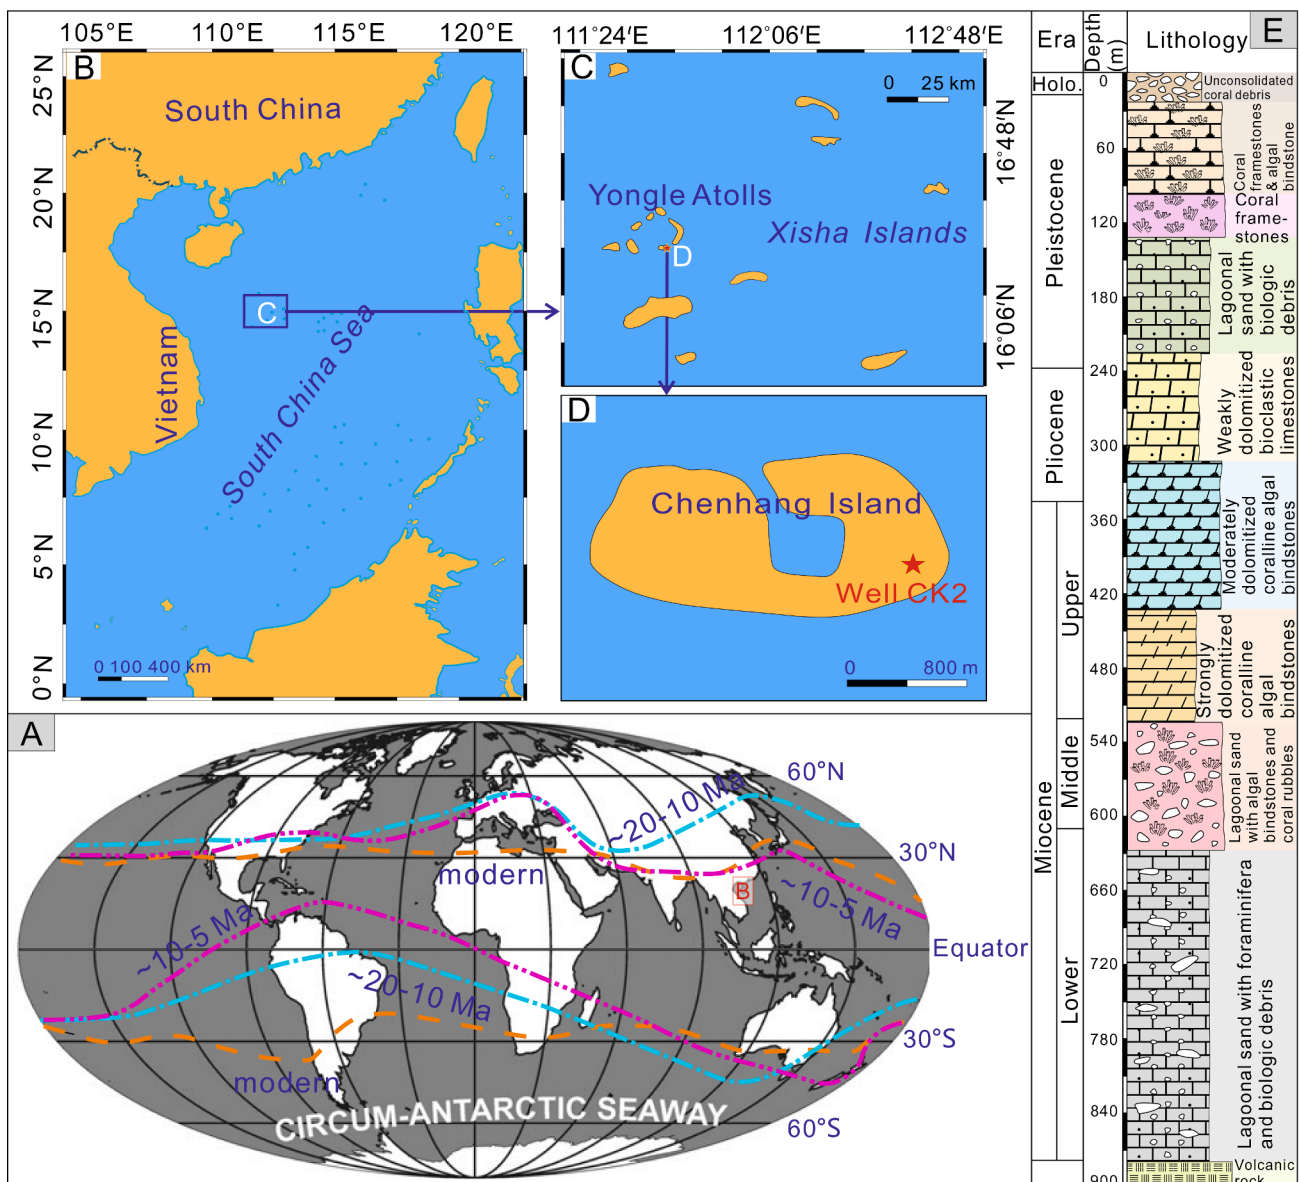 105°E 110°E 115°E 120°E
B
25°N
20°N
15°N
10°N
5°N
0°N
South China
Vietnam
South China Sea
C
0 100 400 km
111°24′E 112°06′E 112°48′E
C
0 25 km
16°48′N
16°06′N
Yongle Atolls
Xisha Islands
D
D
Chenhang Island
Well CK2
0 800 m
A
60°N
30°N
Equator
30°S
60°S
~20-10 Ma
modern
B
~10-5 Ma
~10-5 Ma
~20-10 Ma
modern
CIRCUM-ANTARCTIC SEAWAY
Era
Depth
(m)
Lithology
E
Holo.
Pleistocene
Pliocene
Miocene
Upper
Middle
Lower
0
60
120
180
240
300
360
420
480
540
600
660
720
780
840
900
Unconsolidated
coral debris
Coral
framestones
& algal
bindstone
Coral
frame-
stones
Lagoonal
sand with
biologic
debris
Weakly
dolomitized
bioclastic
limestones
Moderately
dolomitized
coralline algal
bindstones
Strongly
dolomitized
coralline
algal
bindstones
Lagoonal sand
with algal
bindstones and
coral rubbles
Lagoonal sand with foraminifera
and biologic debris
Volcanic
rock